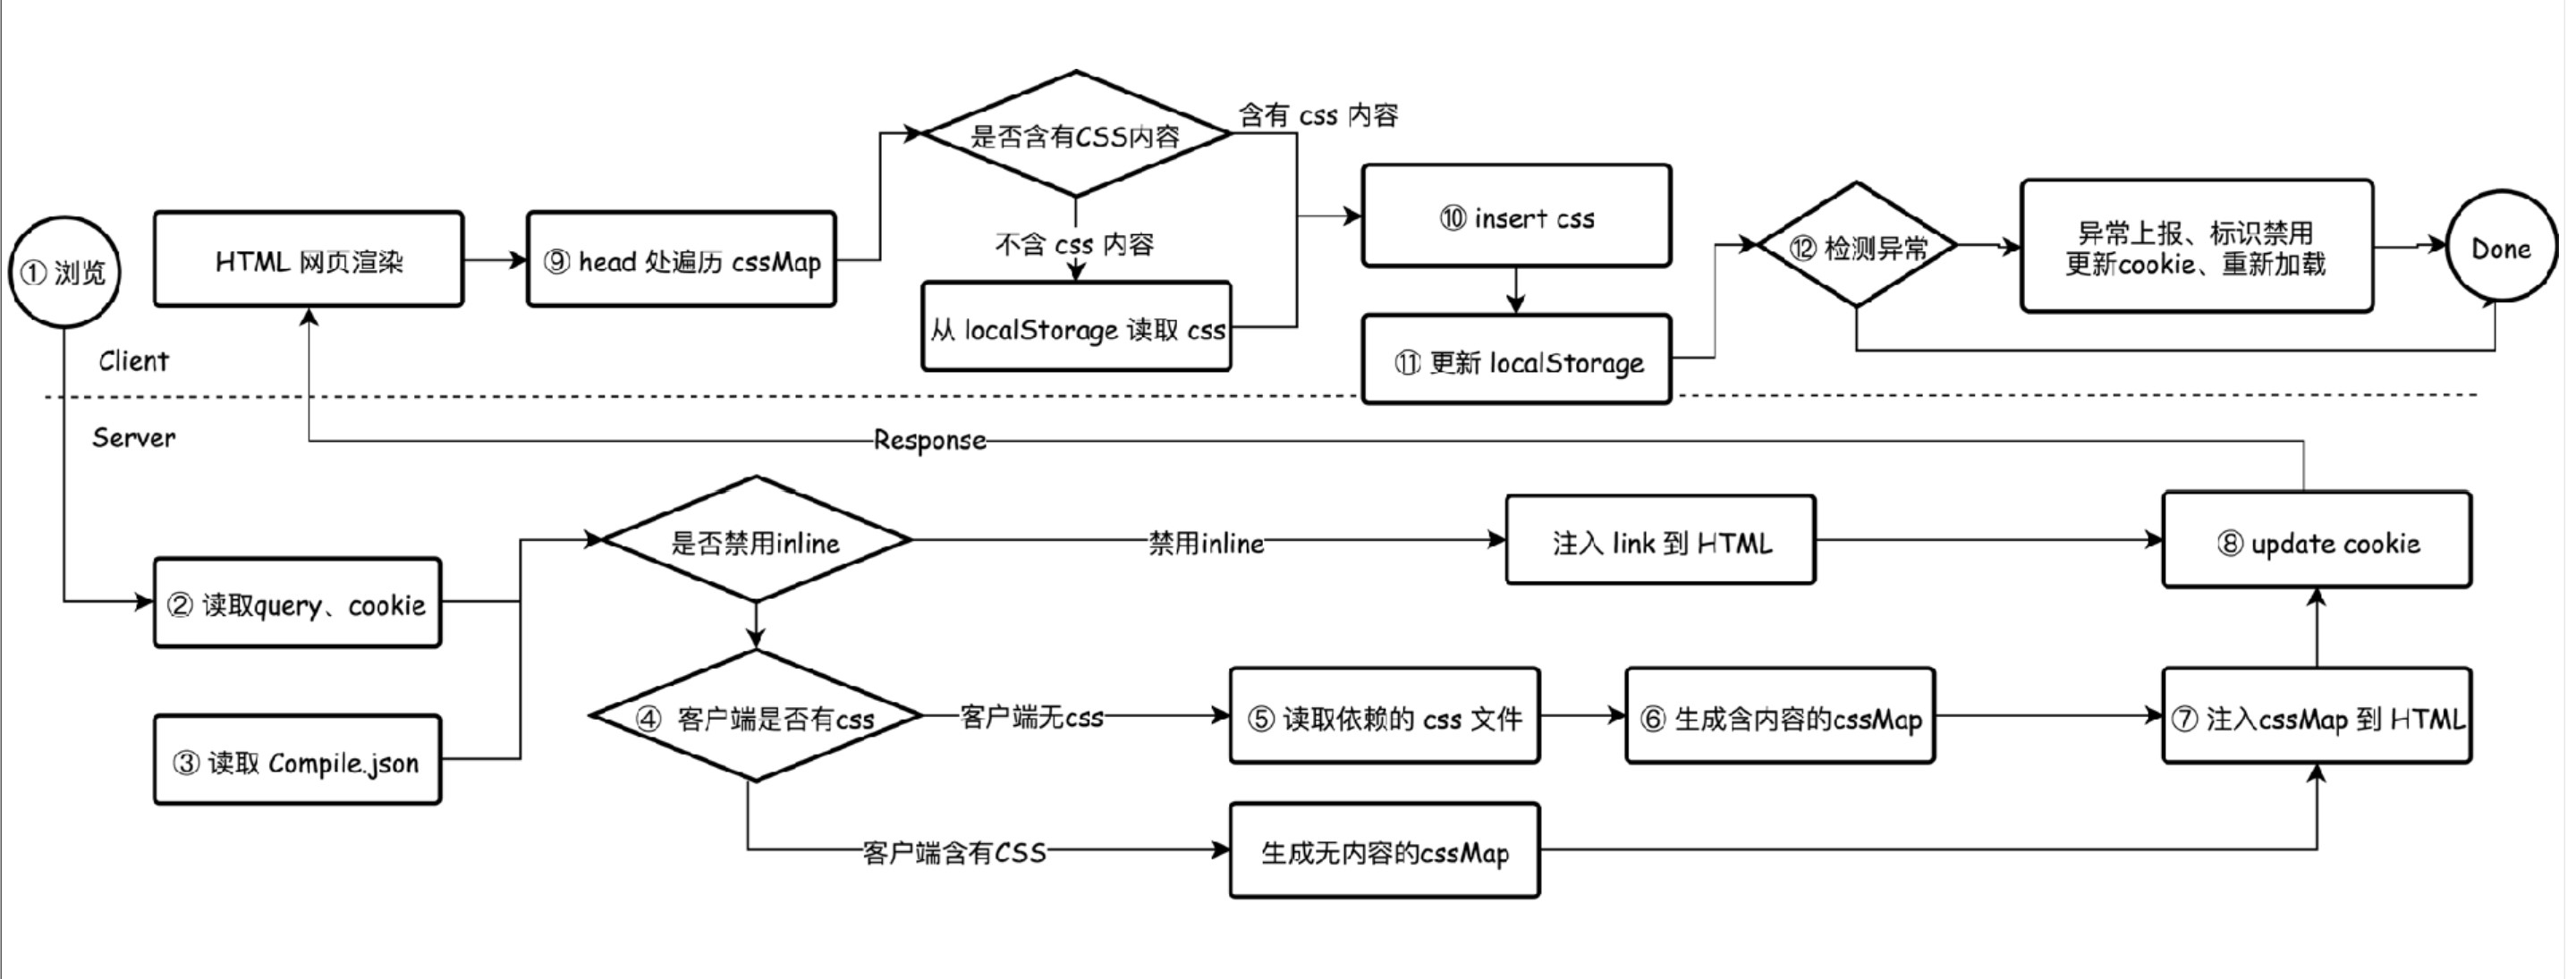 ① 浏览
HTML 网页渲染
⑨ head 处遍历 cssMap
是否含有CSS内容
含有 css 内容
不含 css 内容
从 localStorage 读取 css
⑩ insert css
⑪ 更新 localStorage
⑫ 检测异常
异常上报、标识禁用
更新cookie、重新加载
Done
Client
Server
Response
② 读取query、cookie
③ 读取 Compile.json
是否禁用inline
禁用inline
注入 link 到 HTML
⑧ update cookie
④ 客户端是否有css
客户端无css
⑤ 读取依赖的 css 文件
⑥ 生成含内容的cssMap
⑦ 注入cssMap 到 HTML
客户端含有CSS
生成无内容的cssMap